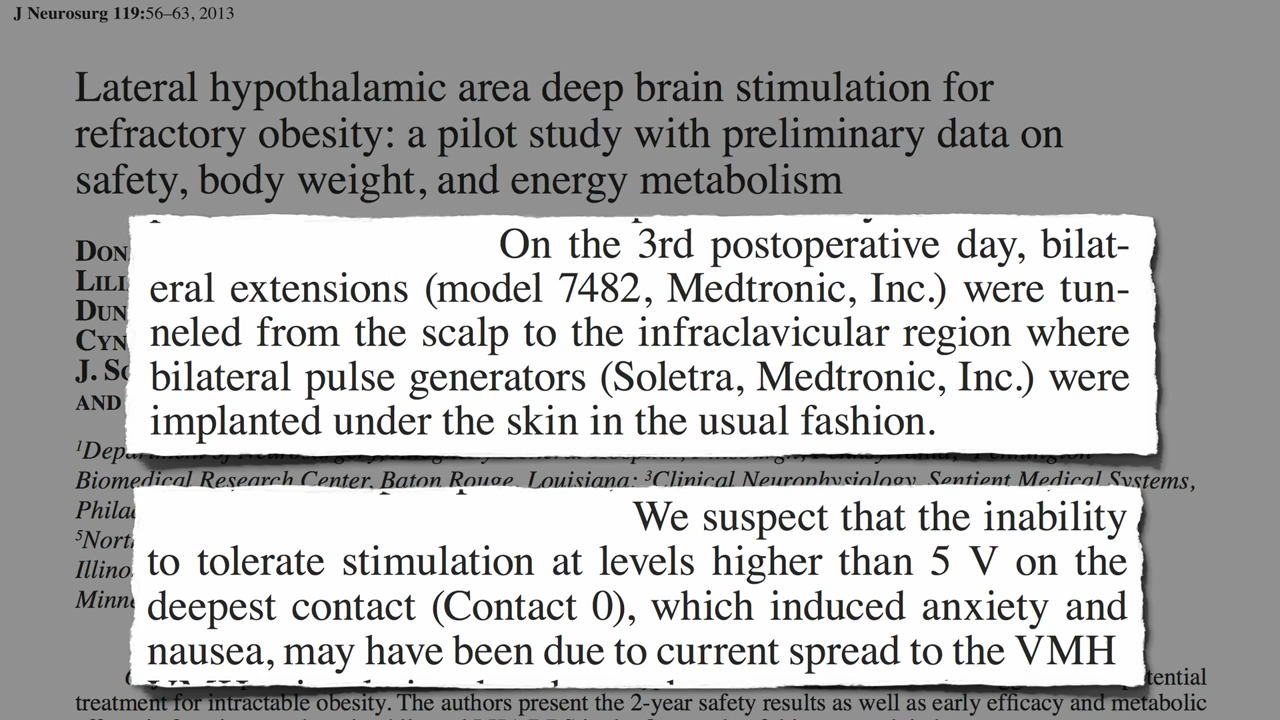 J Neurosurg 119:56–63, 2013
Lateral hypothalamic area deep brain stimulation for
refractory obesity: a pilot study with preliminary data on
safety, body weight, and energy metabolism
DON
LILL
DUN
CYN
J. SC
AND
On the 3rd postoperative day, bilat-
eral extensions (model 7482, Medtronic, Inc.) were tun-
neled from the scalp to the infraclavicular region where
bilateral pulse generators (Soletra, Medtronic, Inc.) were
implanted under the skin in the usual fashion.
Biomedical Research Center, Baton Rouge, Louisiana; ³Clinical Neurophysiology, Sentient Medical Systems,
We suspect that the inability
to tolerate stimulation at levels higher than 5 V on the
deepest contact (Contact 0), which induced anxiety and
nausea, may have been due to current spread to the VMH
treatment for intractable obesity. The authors present the 2-year safety results as well as early efficacy and metabolic